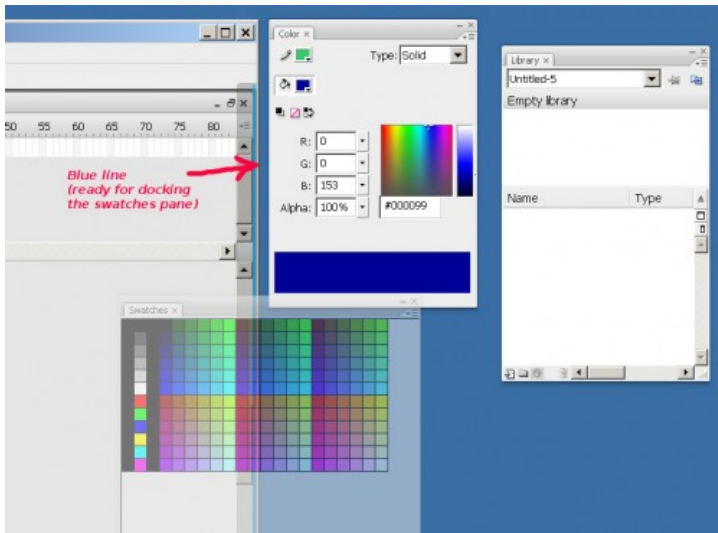 Color ×
Type: Solid
Library ×
Untitled-5
Empty library
50 55 60 65 70 75 80
R: 0
G: 0
B: 153
Alpha: 100% #000099
Blue line
(ready for docking
the swatches pane)
Name Type
Swatches ×